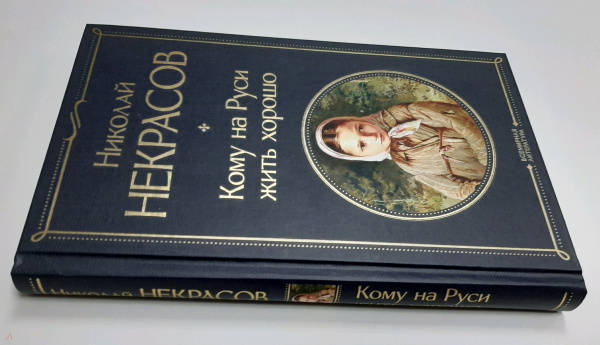 Николай
НЕКРАСОВ
Кому на Руси
жить хорошо
ВСЕМИРНАЯ
ЛИТЕРАТУРА
Николай НЕКРАСОВ
Кому на Руси